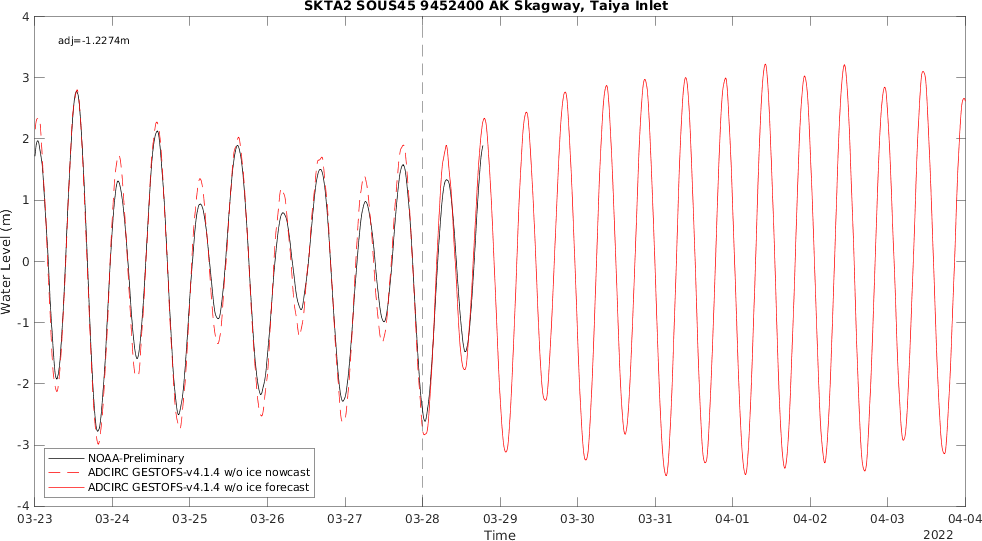 SKTA2 SOUS45 9452400 AK Skagway, Taiya Inlet
adj=-1.2274m
4
3
2
1
0
-1
-2
-3
-4
Water Level (m)
NOAA-Preliminary
ADCIRC GESTOFS-v4.1.4 w/o ice nowcast
ADCIRC GESTOFS-v4.1.4 w/o ice forecast
03-23 03-24 03-25 03-26 03-27 03-28 03-29 03-30 03-31 04-01 04-02 04-03 04-04
Time
2022